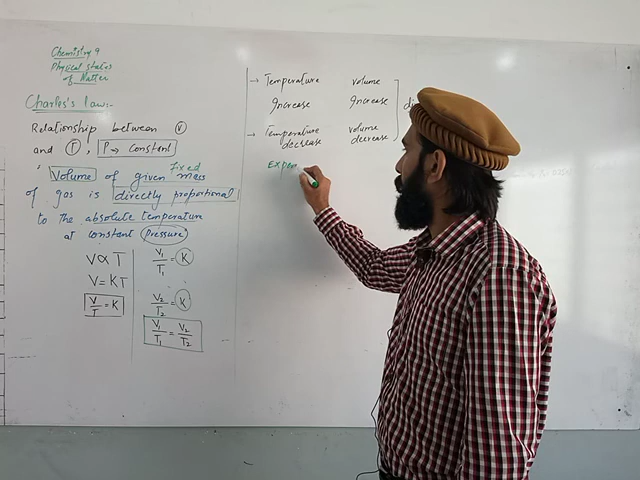 Chemistry 9
Physical states
of Matter
Charles's law:-
Relationship between (V)
and (T), P → Constant
"Volume of given fixed mass
of gas is directly proportional
to the absolute temperature
at constant Pressure"
V ∝ T
V = KT
V/T = K
V₁/T₁ = K
V₂/T₂ = K
V₁/T₁ = V₂/T₂
→ Temperature volume
Increase Increase
→ Temperature volume
decrease decrease
Exper